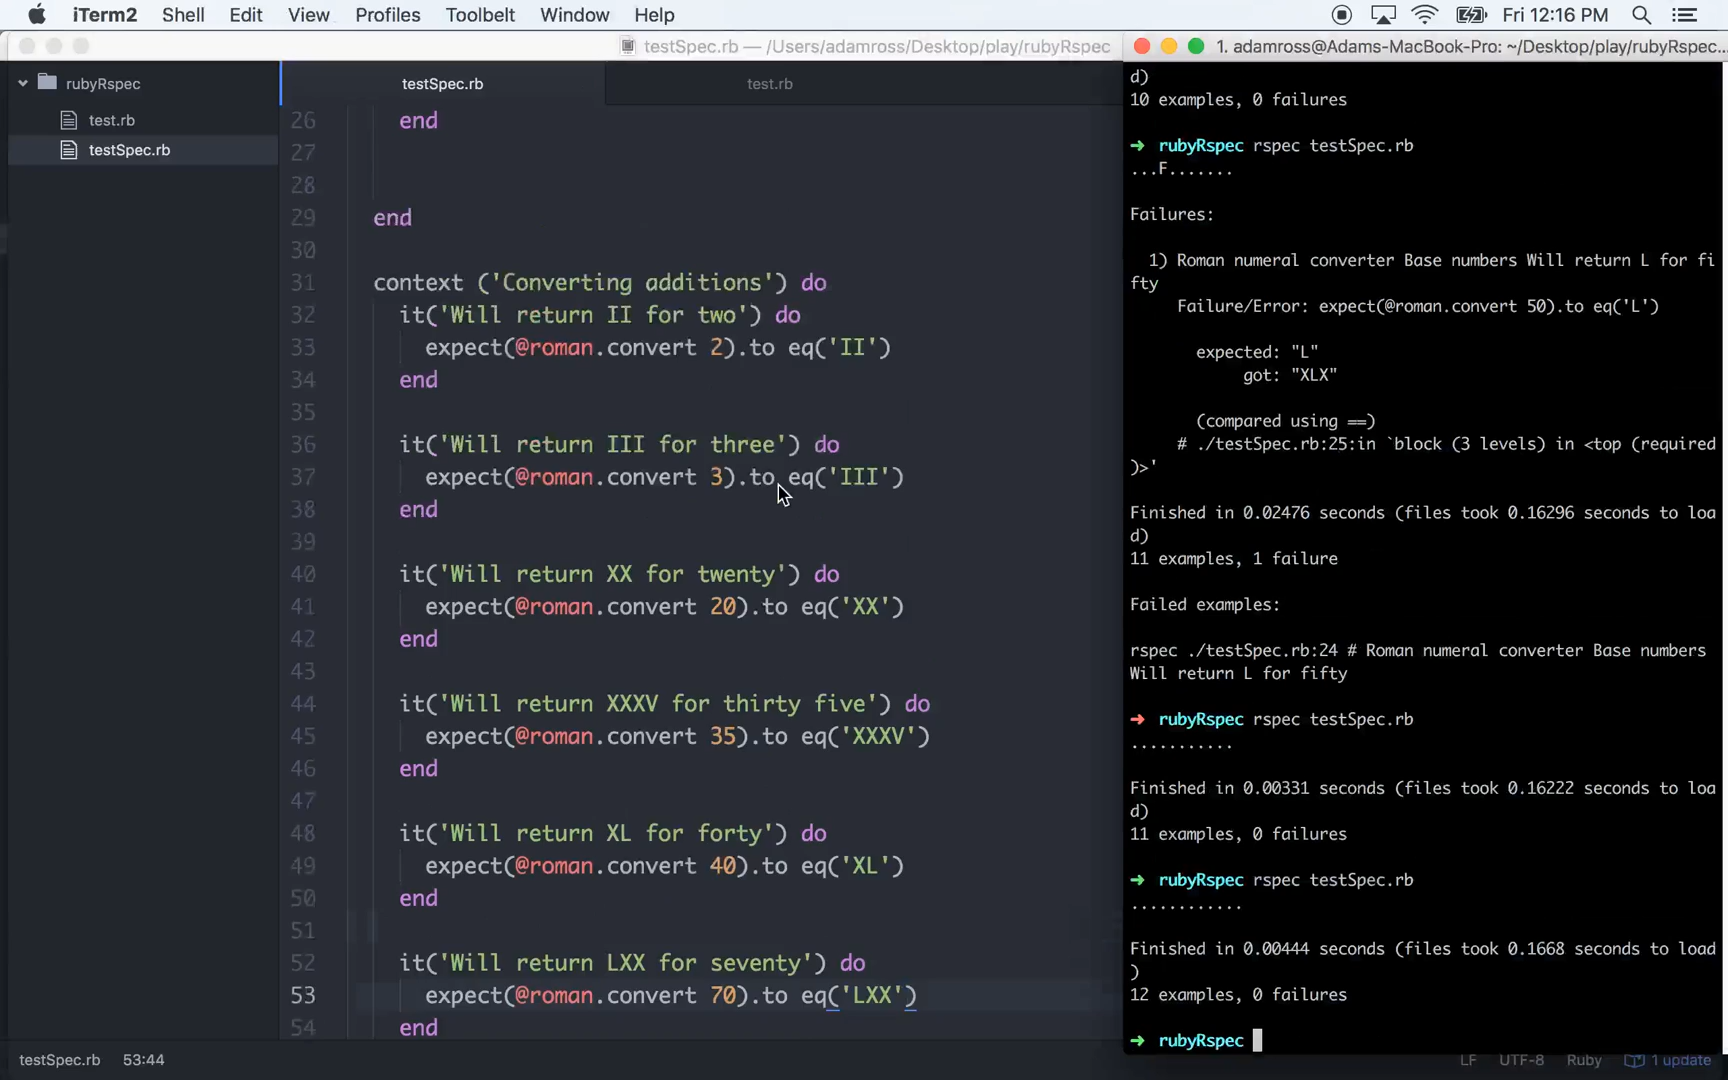 iTerm2 Shell Edit View Profiles Toolbelt Window Help Fri 12:16 PM
testSpec.rb — /Users/adamross/Desktop/play/rubyRspec
1. adamross@Adams-MacBook-Pro: ~/Desktop/play/rubyRspec...
rubyRspec
test.rb
testSpec.rb
testSpec.rb test.rb
26 end
27
28
29 end
30
31 context ('Converting additions') do
32 it('Will return II for two') do
33 expect(@roman.convert 2).to eq('II')
34 end
35
36 it('Will return III for three') do
37 expect(@roman.convert 3).to eq('III')
38 end
39
40 it('Will return XX for twenty') do
41 expect(@roman.convert 20).to eq('XX')
42 end
43
44 it('Will return XXXV for thirty five') do
45 expect(@roman.convert 35).to eq('XXXV')
46 end
47
48 it('Will return XL for forty') do
49 expect(@roman.convert 40).to eq('XL')
50 end
51
52 it('Will return LXX for seventy') do
53 expect(@roman.convert 70).to eq('LXX')
54 end
d)
10 examples, 0 failures
➜ rubyRspec rspec testSpec.rb
...F.......
Failures:
1) Roman numeral converter Base numbers Will return L for fi
fty
Failure/Error: expect(@roman.convert 50).to eq('L')
expected: "L"
got: "XLX"
(compared using ==)
# ./testSpec.rb:25:in `block (3 levels) in <top (required
)>'
Finished in 0.02476 seconds (files took 0.16296 seconds to loa
d)
11 examples, 1 failure
Failed examples:
rspec ./testSpec.rb:24 # Roman numeral converter Base numbers
Will return L for fifty
➜ rubyRspec rspec testSpec.rb
...........
Finished in 0.00331 seconds (files took 0.16222 seconds to loa
d)
11 examples, 0 failures
➜ rubyRspec rspec testSpec.rb
............
Finished in 0.00444 seconds (files took 0.1668 seconds to load
)
12 examples, 0 failures
➜ rubyRspec
testSpec.rb 53:44
LF UTF-8 Ruby 1 update